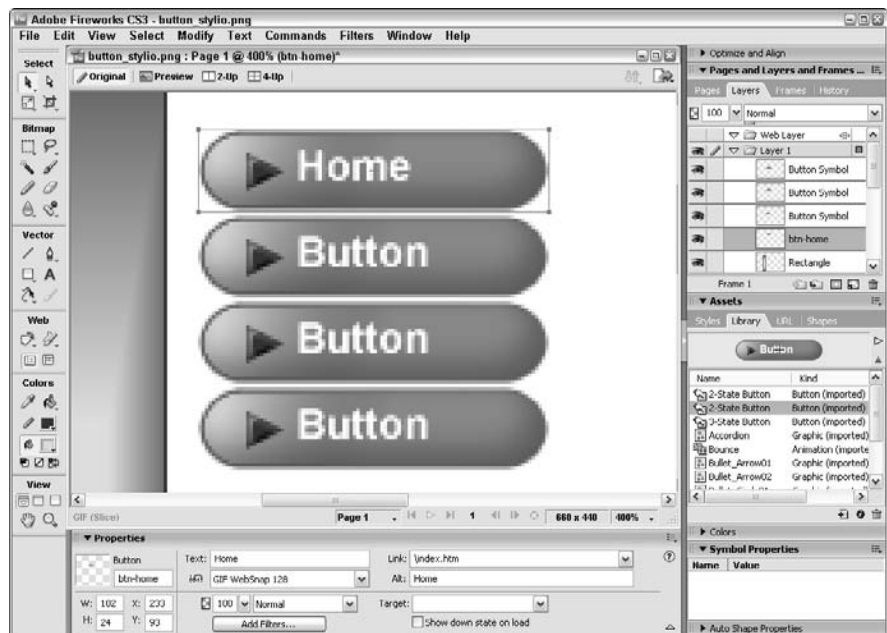 Adobe Fireworks CS3 - button_stylio.png
File Edit View Select Modify Text Commands Filters Window Help
Select
Bitmap
Vector
Web
Colors
View
button_stylio.png : Page 1 @ 400% (btn-home)*
Original Preview 2-Up 4-Up
Home
Button
Button
Button
GIF (Slice)
Page 1
1
660 x 440
400%
Properties
Button
btn-home
Text: Home
GIF WebSnap 128
Link: \index.htm
Alt: Home
W: 102 X: 233
H: 24 Y: 93
100 Normal
Add Filters...
Target:
Show down state on load
Optimize and Align
Pages and Layers and Frames ...
Pages Layers Frames History
100 Normal
Web Layer
Layer 1
Button Symbol
Button Symbol
Button Symbol
btn-home
Rectangle
Frame 1
Assets
Styles Library URL Shapes
Button
Name Kind
2-State Button Button (imported)
2-State Button Button (imported)
3-State Button Button (imported)
Accordion Graphic (imported)
Bounce Animation (importe
Bullet_Arrow01 Graphic (imported)
Bullet_Arrow02 Graphic (imported)
Colors
Symbol Properties
Name Value
Auto Shape Properties